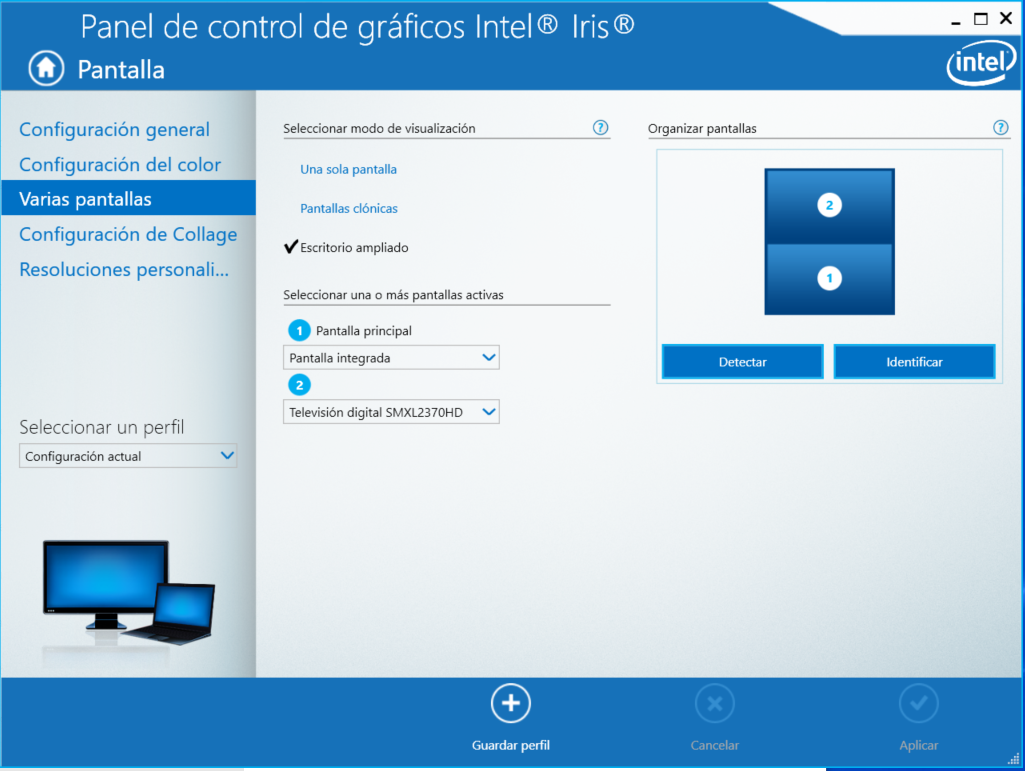 Panel de control de gráficos Intel® Iris®
Pantalla
intel
Configuración general
Configuración del color
Varias pantallas
Configuración de Collage
Resoluciones personali...
Seleccionar un perfil
Configuración actual
Seleccionar modo de visualización
?
Una sola pantalla
Pantallas clónicas
Escritorio ampliado
Seleccionar una o más pantallas activas
1 Pantalla principal
Pantalla integrada
2
Televisión digital SMXL2370HD
Organizar pantallas
?
2
1
Detectar
Identificar
Guardar perfil
Cancelar
Aplicar